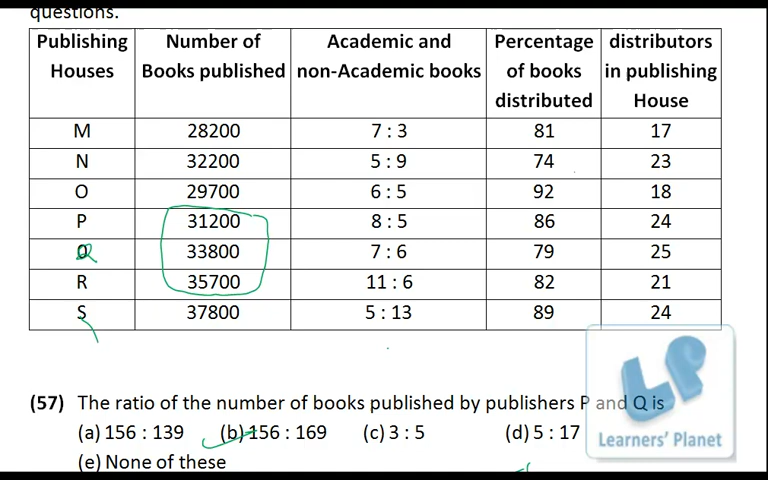 questions.
Publishing Houses | Number of Books published | Academic and non-Academic books | Percentage of books distributed | distributors in publishing House
M | 28200 | 7 : 3 | 81 | 17
N | 32200 | 5 : 9 | 74 | 23
O | 29700 | 6 : 5 | 92 | 18
P | 31200 | 8 : 5 | 86 | 24
Q | 33800 | 7 : 6 | 79 | 25
R | 35700 | 11 : 6 | 82 | 21
S | 37800 | 5 : 13 | 89 | 24
(57) The ratio of the number of books published by publishers P and Q is
(a) 156 : 139 (b) 156 : 169 (c) 3 : 5 (d) 5 : 17
(e) None of these
LP
Learners' Planet